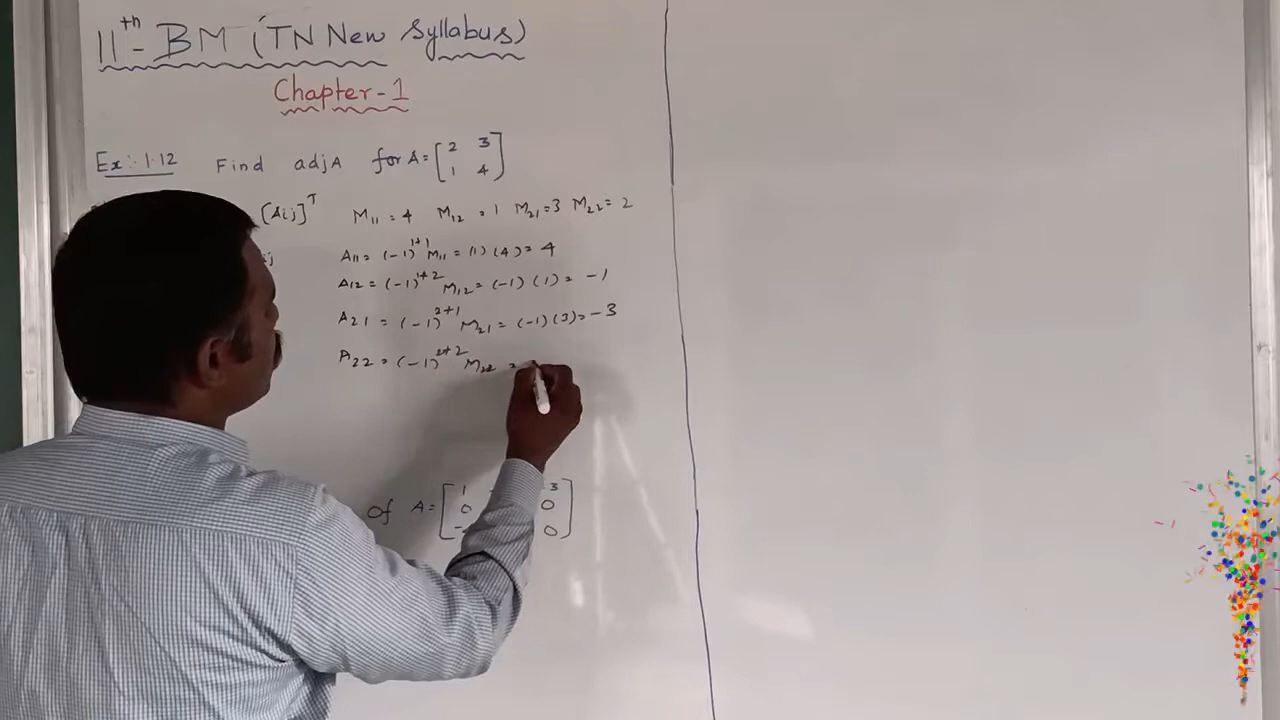 11th - BM (TN New Syllabus)
Chapter - 1
Ex: 1.12 Find adj A for A = [2 3
1 4]
[Aij]^T M11 = 4 M12 = 1 M21 = 3 M22 = 2
A11 = (-1)^1+1 M11 = (1) (4) = 4
A12 = (-1)^1+2 M12 = (-1) (1) = -1
A21 = (-1)^2+1 M21 = (-1) (3) = -3
A22 = (-1)^2+2 M22 =
of A = [1 3
0 0
0]